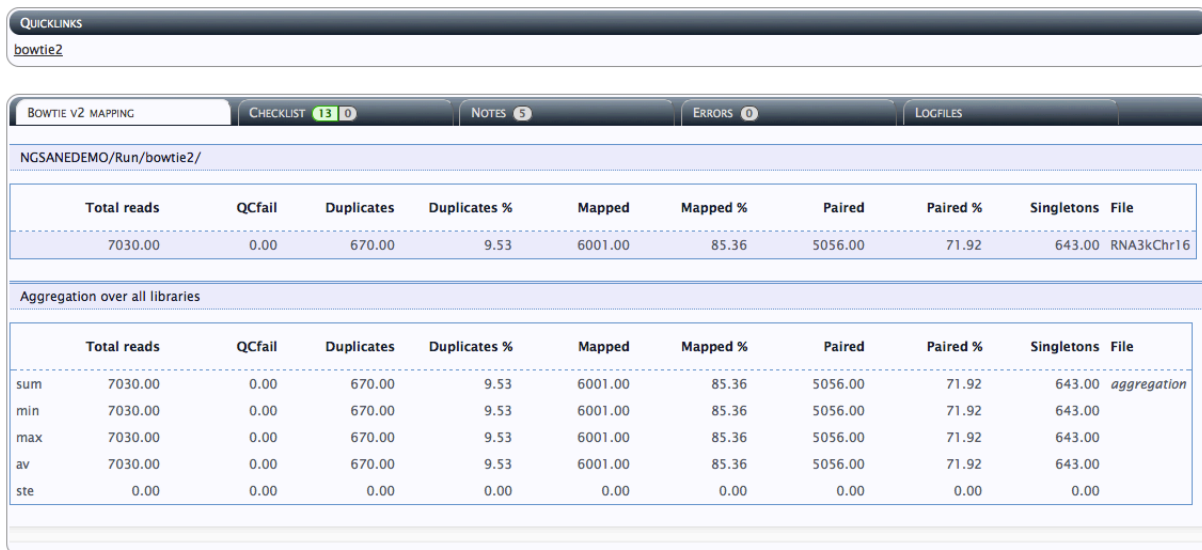 QUICKLINKS
bowtie2
BOWTIE V2 MAPPING CHECKLIST 13 0 NOTES 5 ERRORS 0 LOGFILES
NGSANEDEMO/Run/bowtie2/
Total reads QCfail Duplicates Duplicates % Mapped Mapped % Paired Paired % Singletons File
7030.00 0.00 670.00 9.53 6001.00 85.36 5056.00 71.92 643.00 RNA3kChr16
Aggregation over all libraries
Total reads QCfail Duplicates Duplicates % Mapped Mapped % Paired Paired % Singletons File
sum 7030.00 0.00 670.00 9.53 6001.00 85.36 5056.00 71.92 643.00 aggregation
min 7030.00 0.00 670.00 9.53 6001.00 85.36 5056.00 71.92 643.00
max 7030.00 0.00 670.00 9.53 6001.00 85.36 5056.00 71.92 643.00
av 7030.00 0.00 670.00 9.53 6001.00 85.36 5056.00 71.92 643.00
ste 0.00 0.00 0.00 0.00 0.00 0.00 0.00 0.00 0.00